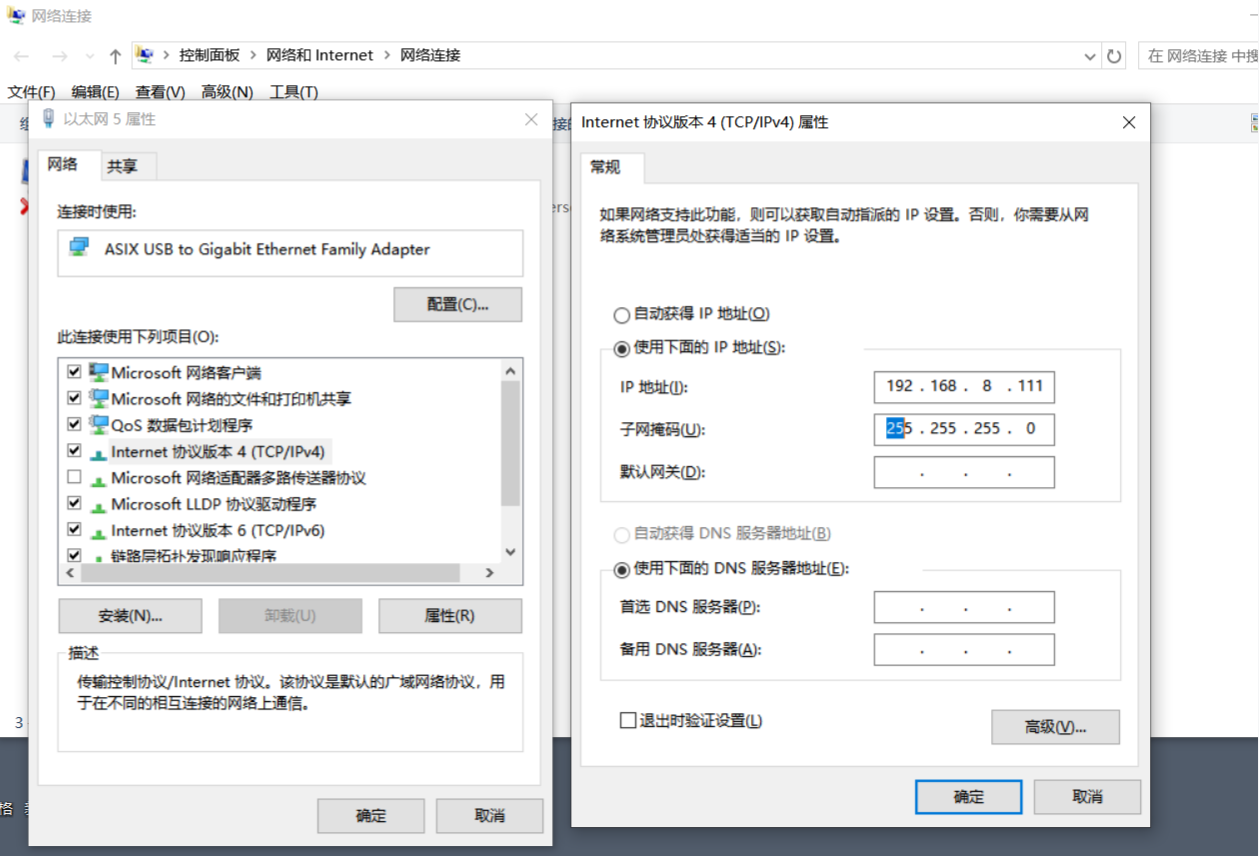 网络连接
控制面板 > 网络和 Internet > 网络连接
在 网络连接 中搜
文件(F) 编辑(E) 查看(V) 高级(N) 工具(T)
以太网 5 属性
网络 共享
连接时使用:
ASIX USB to Gigabit Ethernet Family Adapter
配置(C)...
此连接使用下列项目(O):
Microsoft 网络客户端
Microsoft 网络的文件和打印机共享
QoS 数据包计划程序
Internet 协议版本 4 (TCP/IPv4)
Microsoft 网络适配器多路传送器协议
Microsoft LLDP 协议驱动程序
Internet 协议版本 6 (TCP/IPv6)
链路层拓扑发现响应程序
安装(N)... 卸载(U) 属性(R)
描述
传输控制协议/Internet 协议。该协议是默认的广域网络协议，用
于在不同的相互连接的网络上通信。
确定 取消
3
格
Internet 协议版本 4 (TCP/IPv4) 属性
常规
如果网络支持此功能，则可以获取自动指派的 IP 设置。否则，你需要从网
络系统管理员处获得适当的 IP 设置。
自动获得 IP 地址(O)
使用下面的 IP 地址(S):
IP 地址(I): 192 . 168 . 8 . 111
子网掩码(U): 255 . 255 . 255 . 0
默认网关(D): . . .
自动获得 DNS 服务器地址(B)
使用下面的 DNS 服务器地址(E):
首选 DNS 服务器(P): . . .
备用 DNS 服务器(A): . . .
退出时验证设置(L)
高级(V)...
确定 取消